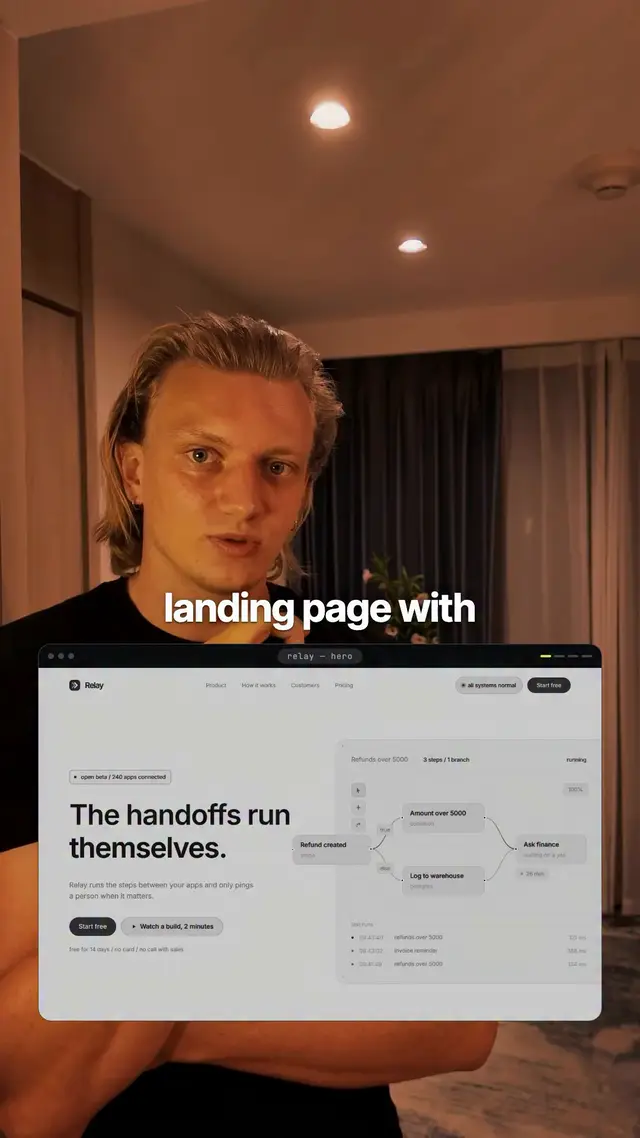 landing page with
relay — hero
Relay
Product
How it works
Customers
Pricing
all systems normal
Start free
open beta / 240 apps connected
The handoffs run
themselves.
Relay runs the steps between your apps and only pings
a person when it matters.
Start free
Watch a build, 2 minutes
free for 14 days / no card / no call with sales
Refunds over 5000
3 steps / 1 branch
running
100%
Refund created
Amount over 5000
Log to warehouse
Ask finance
refunds over 5000
invoice reminder
refunds over 5000